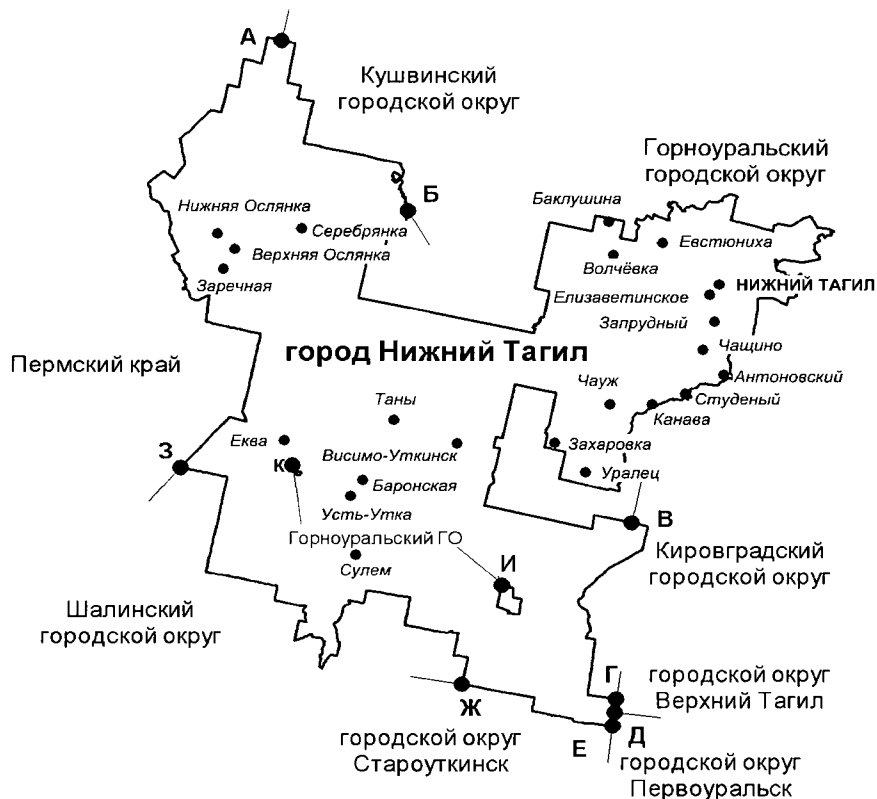 А
Кушвинский
городской округ
Горноуральский
городской округ
Б
Баклушина
Нижняя Ослянка
Серебрянка
Евстюниха
Верхняя Ослянка
Волчёвка
Заречная
Елизаветинское
НИЖНИЙ ТАГИЛ
Запрудный
город Нижний Тагил
Чащино
Пермский край
Антоновский
Чауж
Студеный
Таны
Канава
Еква
З
Висимо-Уткинск
Захаровка
К
Уралец
Баронская
Усть-Утка
В
Горноуральский ГО
Кировградский
городской округ
И
Сулем
Шалинский
городской округ
Г
городской округ
Верхний Тагил
Ж
городской округ
Староуткинск
Е
Д
городской округ
Первоуральск